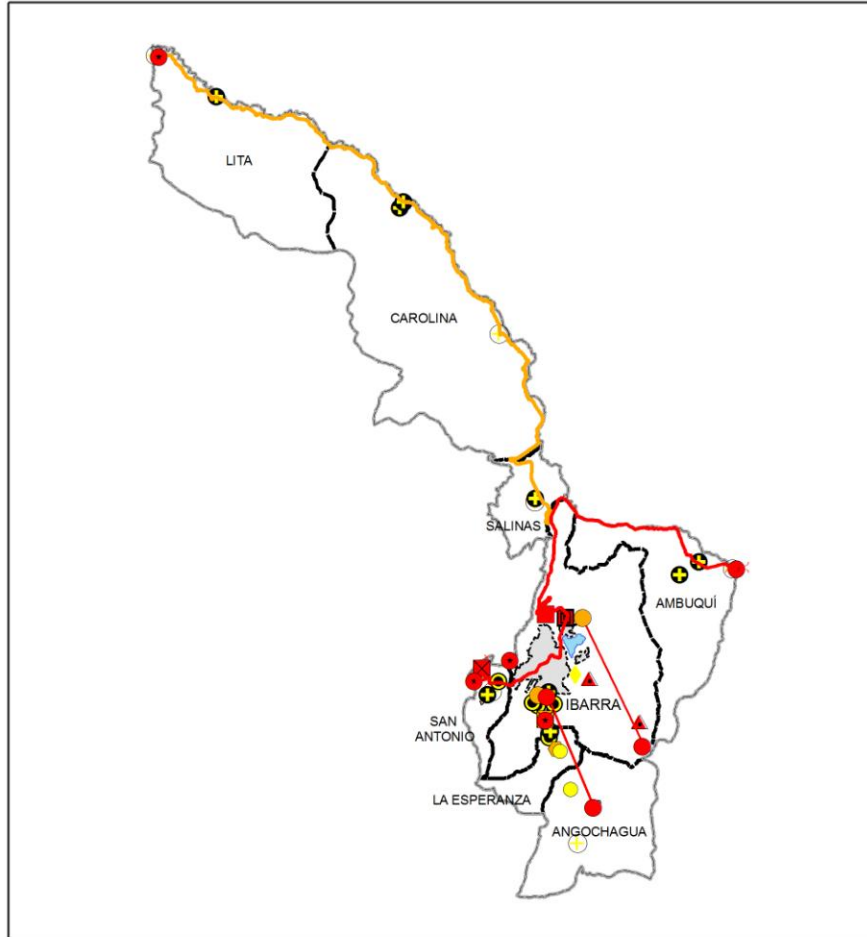 LITA
CAROLINA
SALINAS
AMBUQUÍ
SAN
ANTONIO
IBARRA
LA ESPERANZA
ANGOCHAGUA